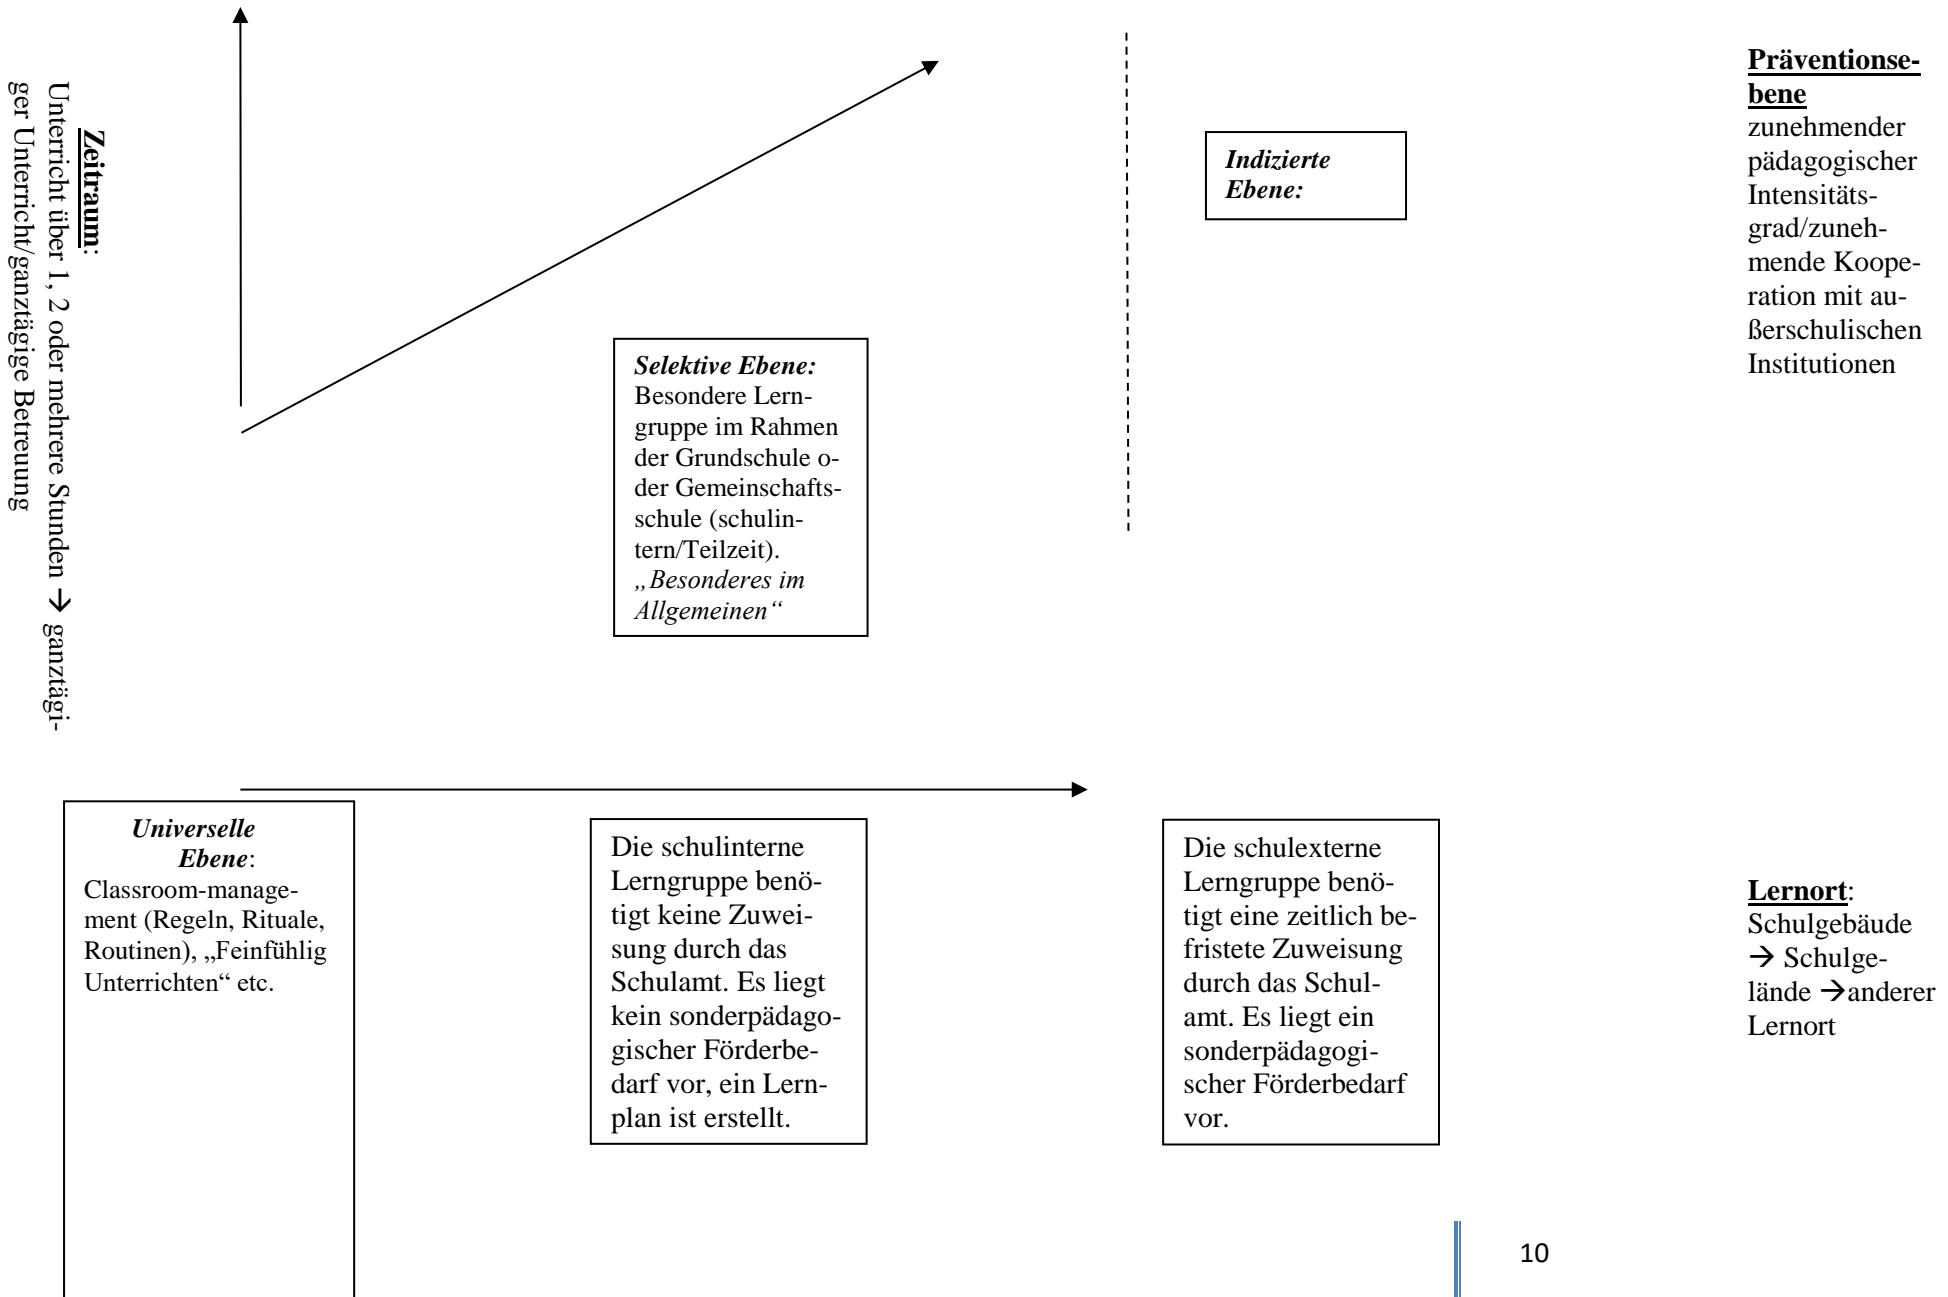 Zeitraum:
Unterricht über 1, 2 oder mehrere Stunden → ganztägi-
ger Unterricht/ganztägige Betreuung
Präventionse-
bene
zunehmender
pädagogischer
Intensitäts-
grad/zuneh-
mende Koope-
ration mit au-
ßerschulischen
Institutionen
Indizierte
Ebene:
Selektive Ebene:
Besondere Lern-
gruppe im Rahmen
der Grundschule o-
der Gemeinschafts-
schule (schulin-
tern/Teilzeit).
„Besonderes im
Allgemeinen“
Universelle
Ebene:
Classroom-manage-
ment (Regeln, Rituale,
Routinen), „Feinfühlig
Unterrichten“ etc.
Die schulinterne
Lerngruppe benö-
tigt keine Zuwei-
sung durch das
Schulamt. Es liegt
kein sonderpädago-
gischer Förderbe-
darf vor, ein Lern-
plan ist erstellt.
Die schulexterne
Lerngruppe benö-
tigt eine zeitlich be-
fristete Zuweisung
durch das Schul-
amt. Es liegt ein
sonderpädagogi-
scher Förderbedarf
vor.
Lernort:
Schulgebäude
→ Schulge-
lände →anderer
Lernort
10